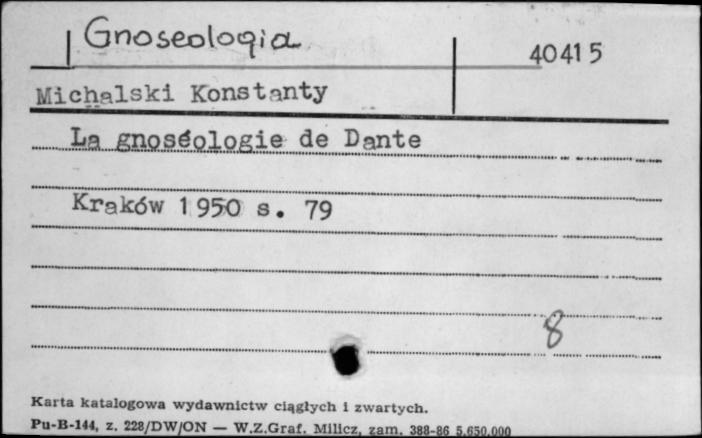 Gnoseologia
40415
Michalski Konstanty
La gnoséologie de Dante
Kraków 1950 s. 79
8
Karta katalogowa wydawnictw ciągłych i zwartych.
Pu-B-144, z. 228/DW/ON — W.Z.Graf. Milicz, zam. 388-86 5.650.000